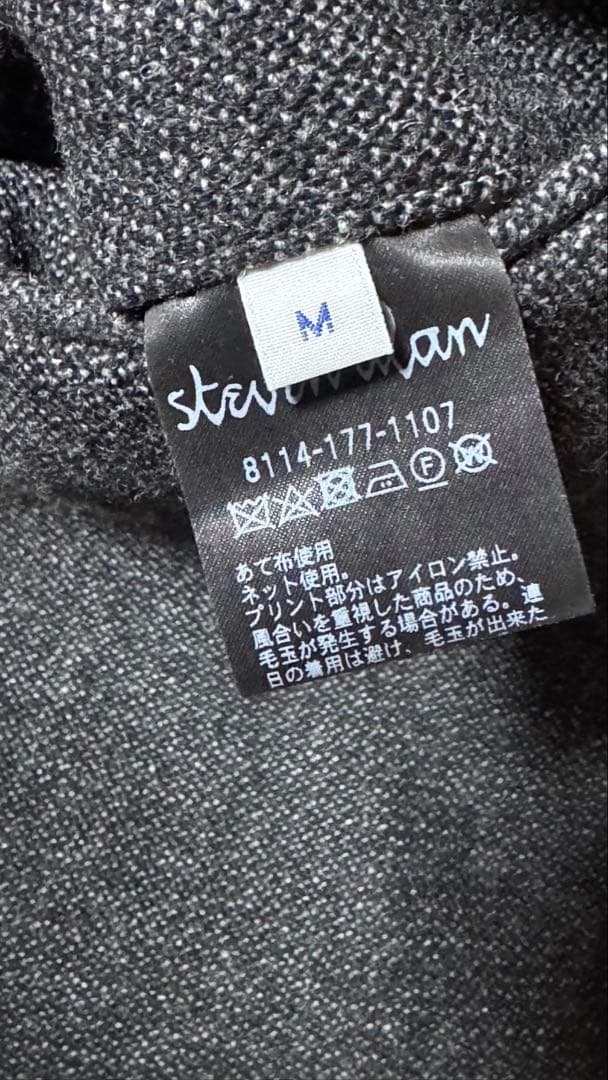 M
steven alan
8114-177-1107
F W
あて布使用
ネット使用。
プリント部分はアイロン禁止。
風合いを重視した商品のため、
毛玉が発生する場合がある。連
日の着用は避け、毛玉が出来た